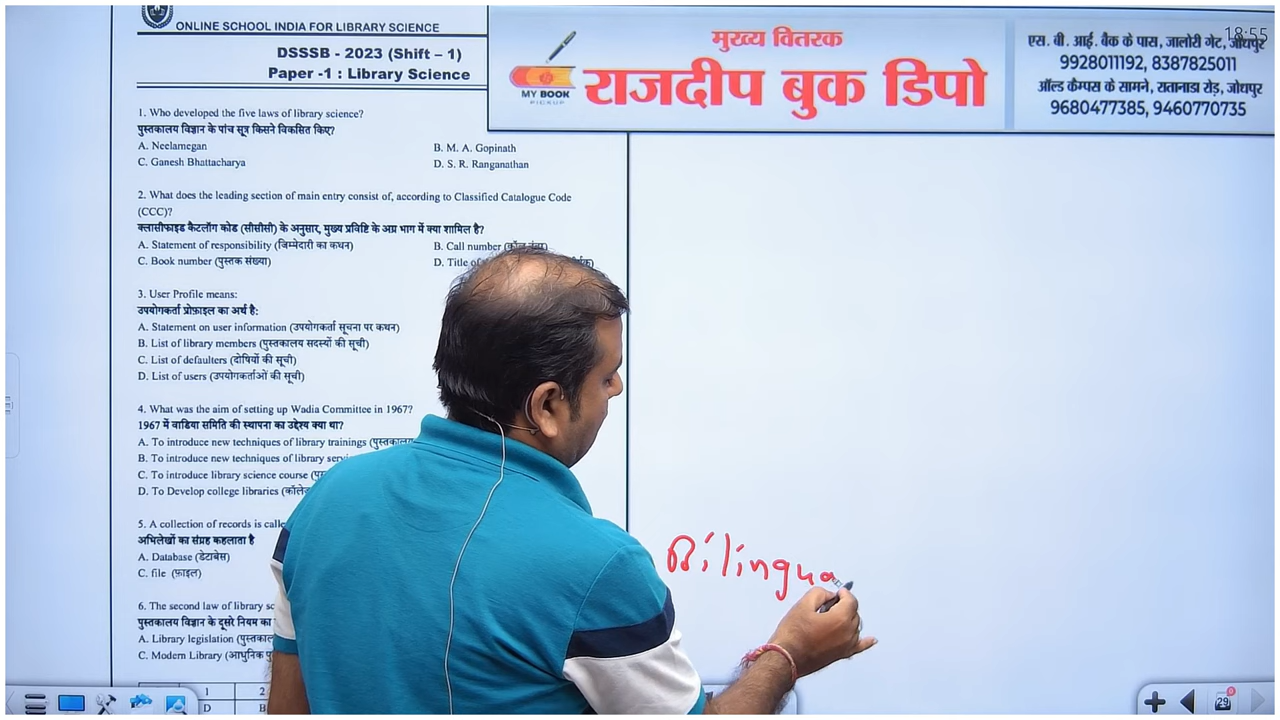 ONLINE SCHOOL INDIA FOR LIBRARY SCIENCE
DSSSB - 2023 (Shift – 1)
Paper -1 : Library Science
MY BOOK
PICKUP
मुख्य वितरक
राजदीप बुक डिपो
18:55
एस. बी. आई. बैंक के पास, जालोरी गेट, जोधपुर
9928011192, 8387825011
ऑल्ड कैम्पस के सामने, रातानाडा रोड़, जोधपुर
9680477385, 9460770735
1. Who developed the five laws of library science?
पुस्तकालय विज्ञान के पांच सूत्र किसने विकसित किए?
A. Neelamegan
B. M. A. Gopinath
C. Ganesh Bhattacharya
D. S. R. Ranganathan
2. What does the leading section of main entry consist of, according to Classified Catalogue Code
(CCC)?
क्लासीफाइड कैटलॉग कोड (सीसीसी) के अनुसार, मुख्य प्रविष्टि के अग्र भाग में क्या शामिल है?
A. Statement of responsibility (जिम्मेदारी का कथन)
B. Call number
C. Book number (पुस्तक संख्या)
D. Title of
3. User Profile means:
उपयोगकर्ता प्रोफ़ाइल का अर्थ है:
A. Statement on user information (उपयोगकर्ता सूचना पर कथन)
B. List of library members (पुस्तकालय सदस्यों की सूची)
C. List of defaulters (दोषियों की सूची)
D. List of users (उपयोगकर्ताओं की सूची)
4. What was the aim of setting up Wadia Committee in 1967?
1967 में वाडिया समिति की स्थापना का उद्देश्य क्या था?
A. To introduce new techniques of library trainings (पुस्तकालय
B. To introduce new techniques of library
C. To introduce library science course
D. To Develop college libraries
5. A collection of records is
अभिलेखों का संग्रह कहलाता है
A. Database (डेटाबेस)
C. file (फ़ाइल)
6. The second law of library
पुस्तकालय विज्ञान के दूसरे नियम का
A. Library legislation
C. Modern Library
1 2
D B
Bilingua
29